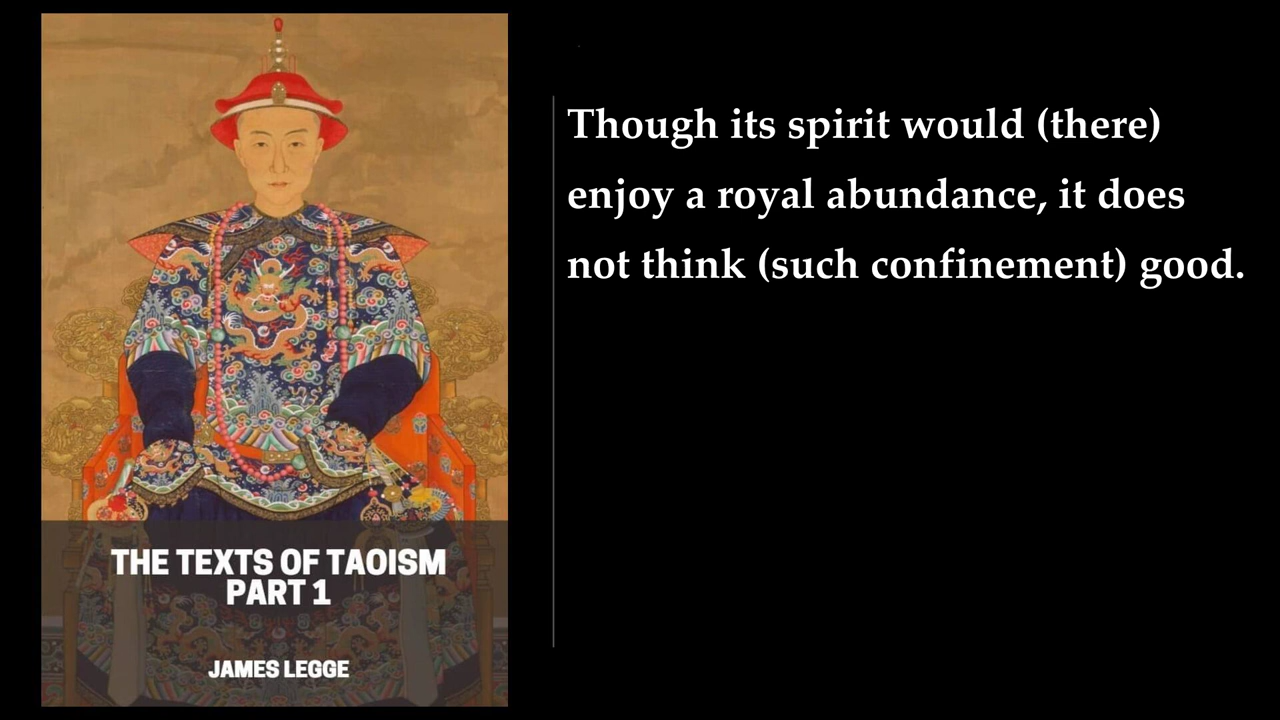 THE TEXTS OF TAOISM
PART 1
JAMES LEGGE
Though its spirit would (there)
enjoy a royal abundance, it does
not think (such confinement) good.